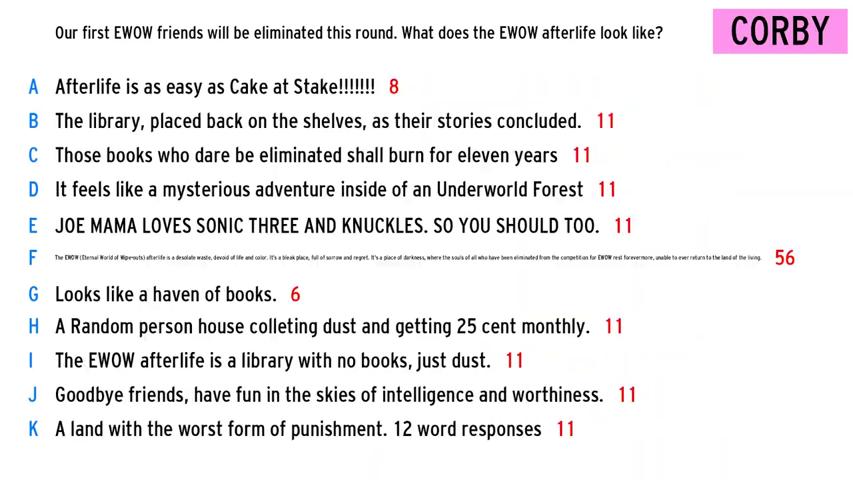 Our first EWOW friends will be eliminated this round. What does the EWOW afterlife look like?
CORBY
A Afterlife is as easy as Cake at Stake!!!!!!! 8
B The library, placed back on the shelves, as their stories concluded. 11
C Those books who dare be eliminated shall burn for eleven years 11
D It feels like a mysterious adventure inside of an Underworld Forest 11
E JOE MAMA LOVES SONIC THREE AND KNUCKLES. SO YOU SHOULD TOO. 11
F The EWOW (Eternal World of Wipe-outs) afterlife is a desolate waste, devoid of life and color. It's a bleak place, full of sorrow and regret. It's a place of darkness, where the souls of all who have been eliminated from the competition for EWOW rest forevermore, unable to ever return to the land of the living. 56
G Looks like a haven of books. 6
H A Random person house colleting dust and getting 25 cent monthly. 11
I The EWOW afterlife is a library with no books, just dust. 11
J Goodbye friends, have fun in the skies of intelligence and worthiness. 11
K A land with the worst form of punishment. 12 word responses 11